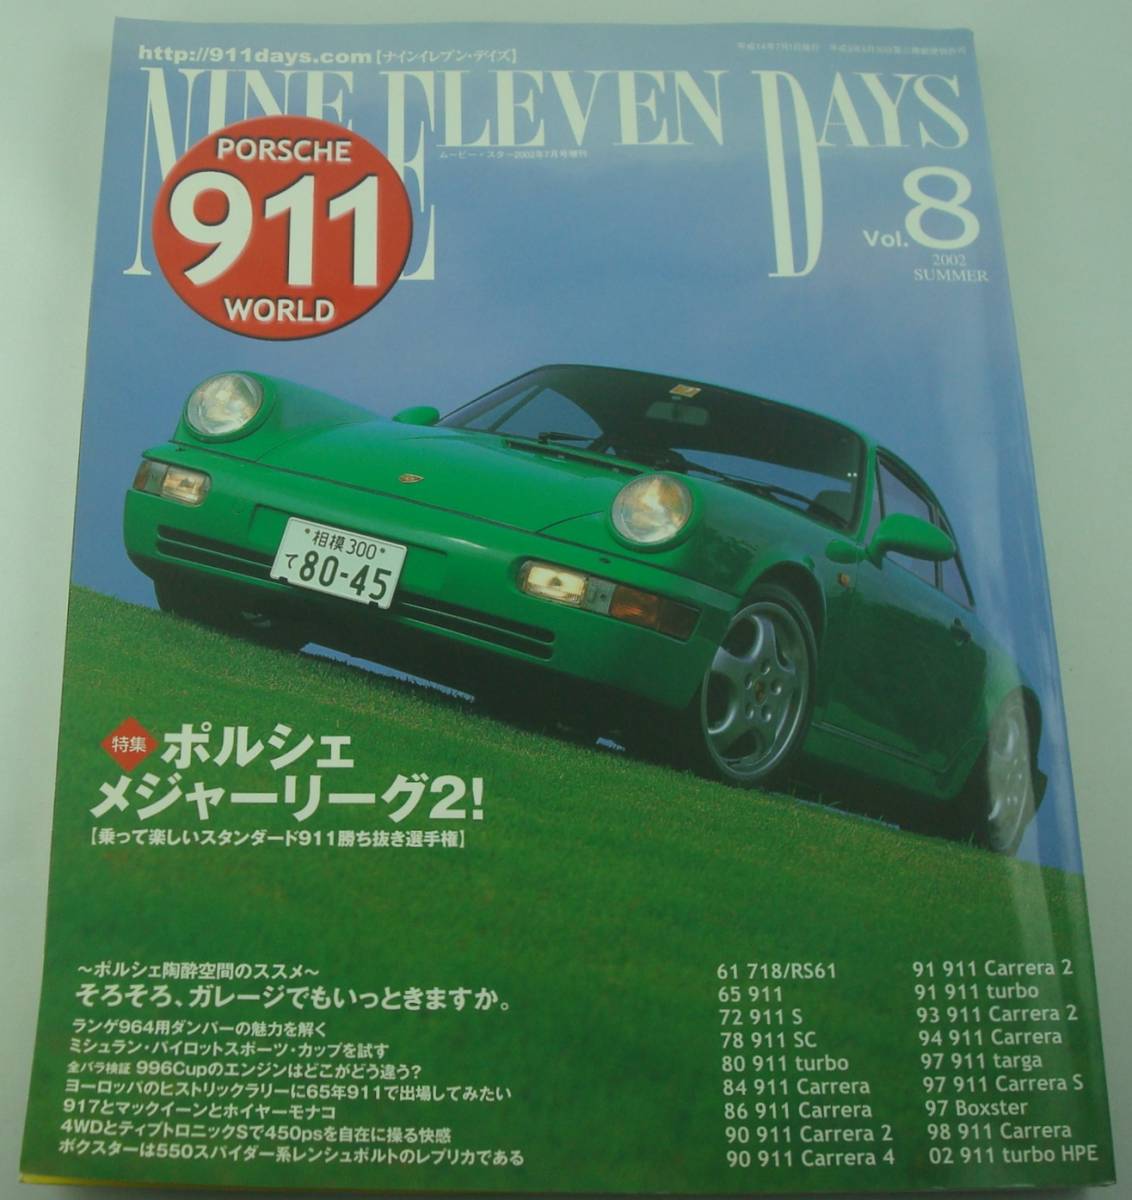 http://911days.com【ナインイレブン・デイズ】
NINE ELEVEN DAYS
ムービー・スター2002年7月号増刊
PORSCHE
911
WORLD
Vol.8
2002
SUMMER
相模 300
て 80-45
特集 ポルシェ
メジャーリーグ2!
【乗って楽しいスタンダード911勝ち抜き選手権】
～ポルシェ陶酔空間のススメ～
そろそろ、ガレージでもいっときますか。
ランゲ964用ダンパーの魅力を解く
ミシュラン・パイロットスポーツ・カップを試す
全バラ検証 996Cupのエンジンはどこがどう違う?
ヨーロッパのヒストリックラリーに65年911で出場してみたい
917とマックイーンとホイヤーモナコ
4WDとティプトロニックSで450psを自在に操る快感
ボクスターは550スパイダー系レンシュポルトのレプリカである
61 718/RS61
65 911
72 911 S
78 911 SC
80 911 turbo
84 911 Carrera
86 911 Carrera
90 911 Carrera 2
90 911 Carrera 4
91 911 Carrera 2
91 911 turbo
93 911 Carrera 2
94 911 Carrera
97 911 targa
97 911 Carrera S
97 Boxster
98 911 Carrera
02 911 turbo HPE